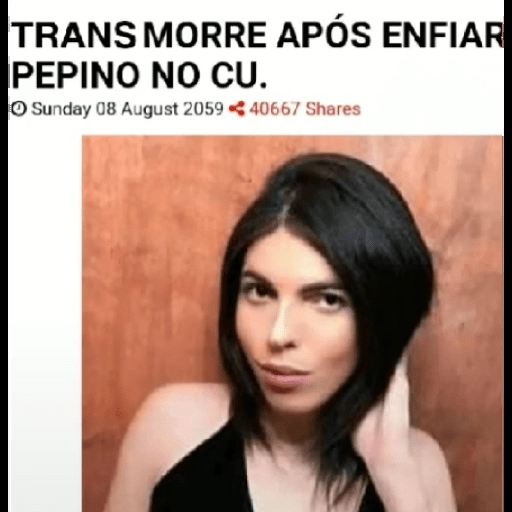 TRANS MORRE APÓS ENFIAR
PEPINO NO CU.
Sunday 08 August 2059 40667 Shares